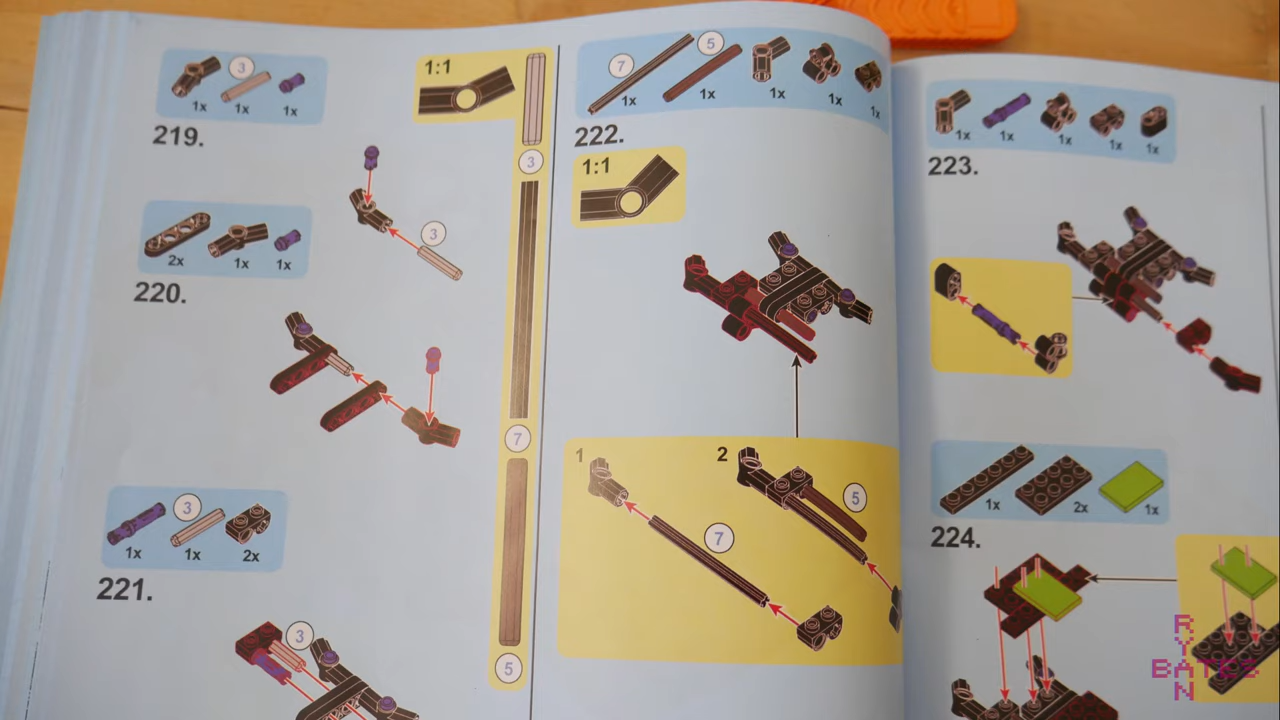 3
1x 1x 1x
219.
1:1
3
3
2x 1x 1x
220.
7
3
1x 1x 2x
221.
3
5
7 5
1x 1x 1x 1x 1x
222.
1:1
1 2
5
7
1x 1x 1x 1x 1x
223.
1x 2x 1x
224.
RYAN
BATES